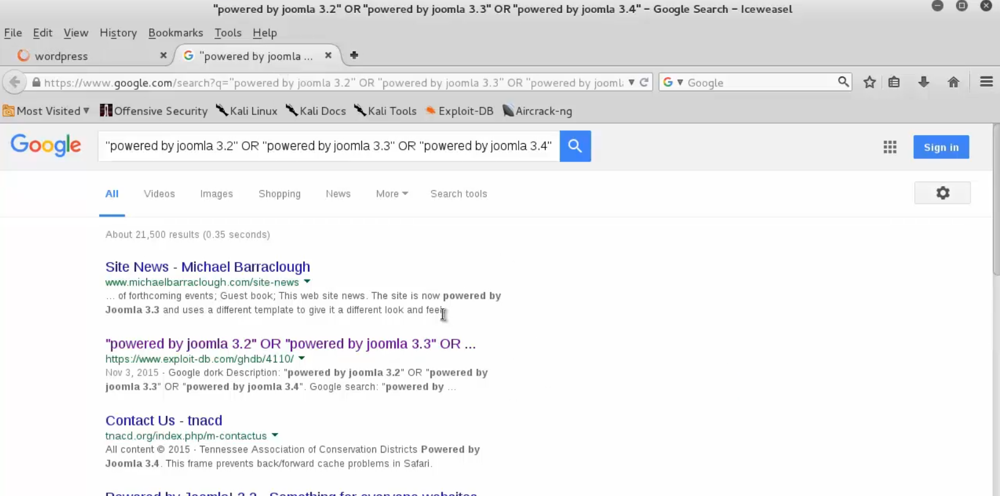 "powered by joomla 3.2" OR "powered by joomla 3.3" OR "powered by joomla 3.4" – Google Search – Iceweasel
File Edit View History Bookmarks Tools Help
wordpress "powered by joomla ...
https://www.google.com/search?q="powered by joomla 3.2" OR "powered by joomla 3.3" OR "powered by jooml Google
Most Visited Offensive Security Kali Linux Kali Docs Kali Tools Exploit-DB Aircrack-ng
Google "powered by joomla 3.2" OR "powered by joomla 3.3" OR "powered by joomla 3.4" Sign in
All Videos Images Shopping News More Search tools
About 21,500 results (0.35 seconds)
Site News - Michael Barraclough
www.michaelbarraclough.com/site-news
... of forthcoming events; Guest book; This web site news. The site is now powered by
Joomla 3.3 and uses a different template to give it a different look and feel.
"powered by joomla 3.2" OR "powered by joomla 3.3" OR ...
https://www.exploit-db.com/ghdb/4110/
Nov 3, 2015 - Google dork Description: "powered by joomla 3.2" OR "powered by
joomla 3.3" OR "powered by joomla 3.4". Google search: "powered by ...
Contact Us - tnacd
tnacd.org/index.php/m-contactus
All content © 2015 - Tennessee Association of Conservation Districts Powered by
Joomla 3.4. This frame prevents back/forward cache problems in Safari.
Powered by Joomla! 3.2 - Something for everyone websites